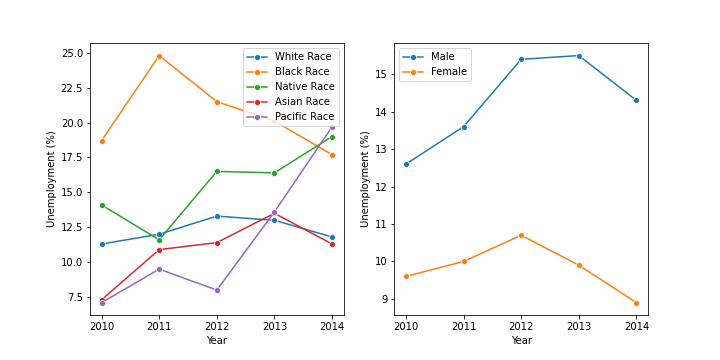 25.0
22.5
20.0
17.5
15.0
12.5
10.0
7.5
Unemployment (%)
2010 2011 2012 2013 2014
Year
White Race
Black Race
Native Race
Asian Race
Pacific Race
15
14
13
12
11
10
9
Unemployment (%)
2010 2011 2012 2013 2014
Year
Male
Female